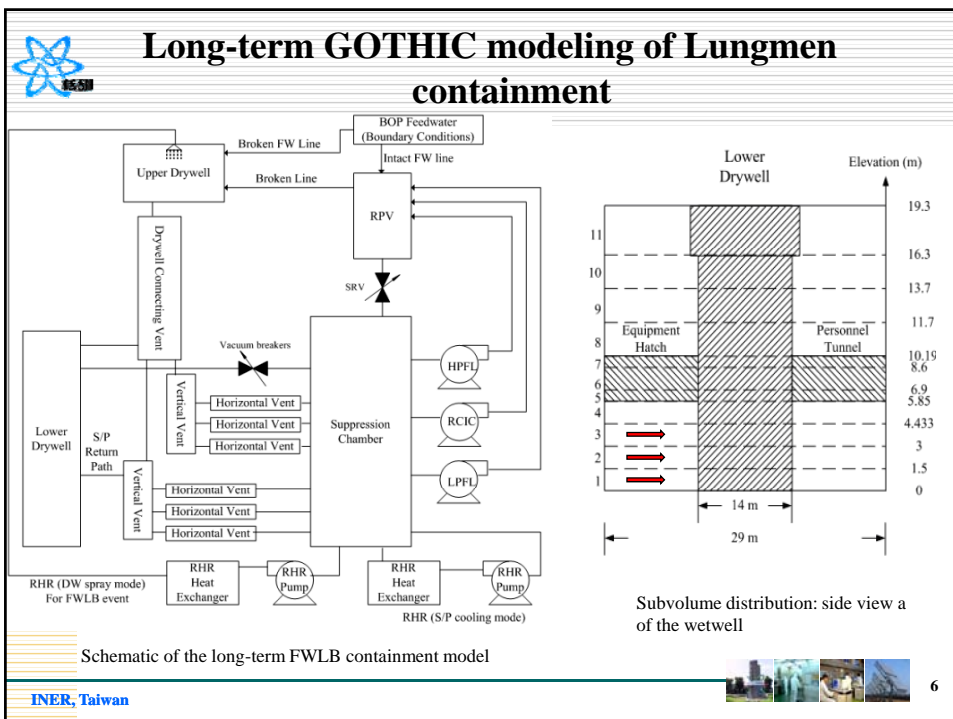 Long-term GOTHIC modeling of Lungmen
containment
BOP Feedwater
(Boundary Conditions)
Broken FW Line
Intact FW line
Upper Drywell
Broken Line
RPV
Drywell Connecting Vent
SRV
Vacuum breakers
HPFL
Vertical Vent
Horizontal Vent
Horizontal Vent
Horizontal Vent
Suppression
Chamber
RCIC
Lower
Drywell
S/P
Return
Path
Vertical Vent
LPFL
Horizontal Vent
Horizontal Vent
Horizontal Vent
RHR (DW spray mode)
For FWLB event
RHR
Heat
Exchanger
RHR
Pump
RHR
Heat
Exchanger
RHR
Pump
RHR (S/P cooling mode)
Schematic of the long-term FWLB containment model
Lower
Drywell
Elevation (m)
19.3
11
16.3
10
13.7
9
11.7
8
Equipment
Hatch
Personnel
Tunnel
10.19
7
8.6
6
6.9
5
5.85
4
4.433
3
3
2
1.5
1
0
14 m
29 m
Subvolume distribution: side view a
of the wetwell
INER, Taiwan
6